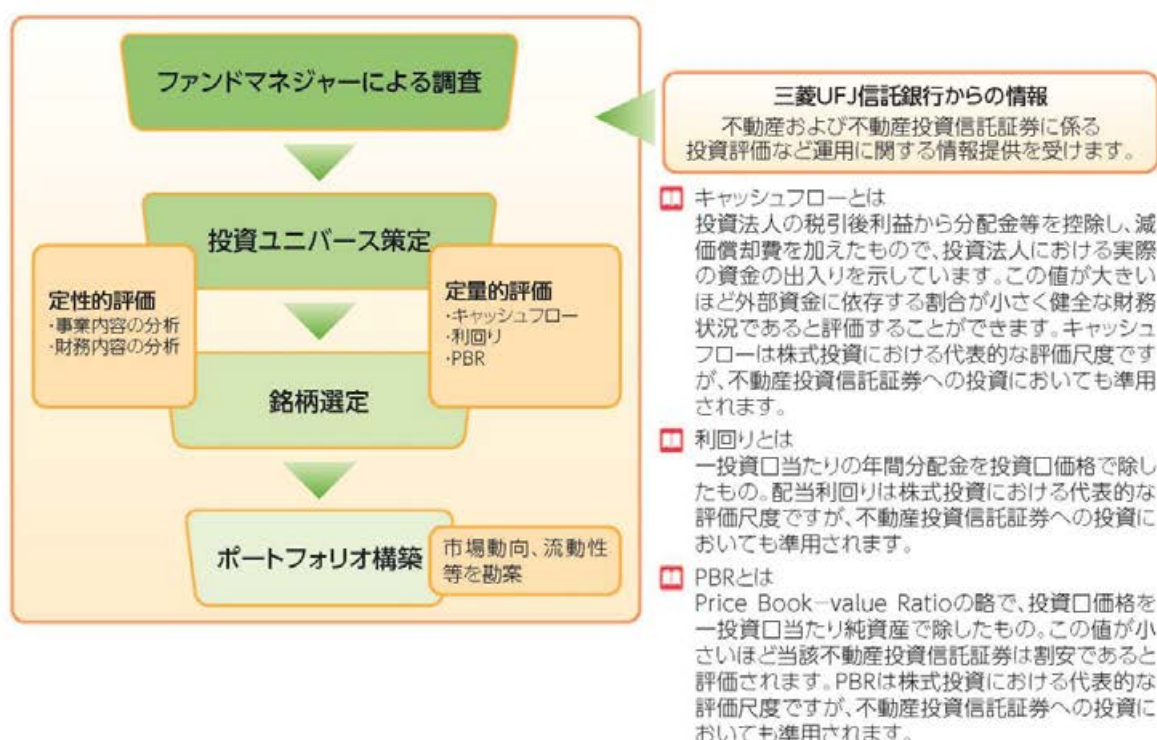 ファンドマネジャーによる調査
投資ユニバース策定
定性的評価
・事業内容の分析
・財務内容の分析
定量的評価
・キャッシュフロー
・利回り
・PBR
銘柄選定
ポートフォリオ構築
市場動向、流動性
等を勘案
三菱UFJ信託銀行からの情報
不動産および不動産投資信託証券に係る
投資評価など運用に関する情報提供を受けます。
キャッシュフローとは
投資法人の税引後利益から分配金等を控除し、減
価償却費を加えたもので、投資法人における実際
の資金の出入りを示しています。この値が大きい
ほど外部資金に依存する割合が小さく健全な財務
状況であると評価することができます。キャッシュ
フローは株式投資における代表的な評価尺度です
が、不動産投資信託証券への投資においても準用
されます。
利回りとは
一投資口当たりの年間分配金を投資口価格で除し
たもの。配当利回りは株式投資における代表的な
評価尺度ですが、不動産投資信託証券への投資に
おいても準用されます。
PBRとは
Price Book-value Ratioの略で、投資口価格を
一投資口当たり純資産で除したもの。この値が小
さいほど当該不動産投資信託証券は割安であると
評価されます。PBRは株式投資における代表的な
評価尺度ですが、不動産投資信託証券への投資に
おいても準用されます。